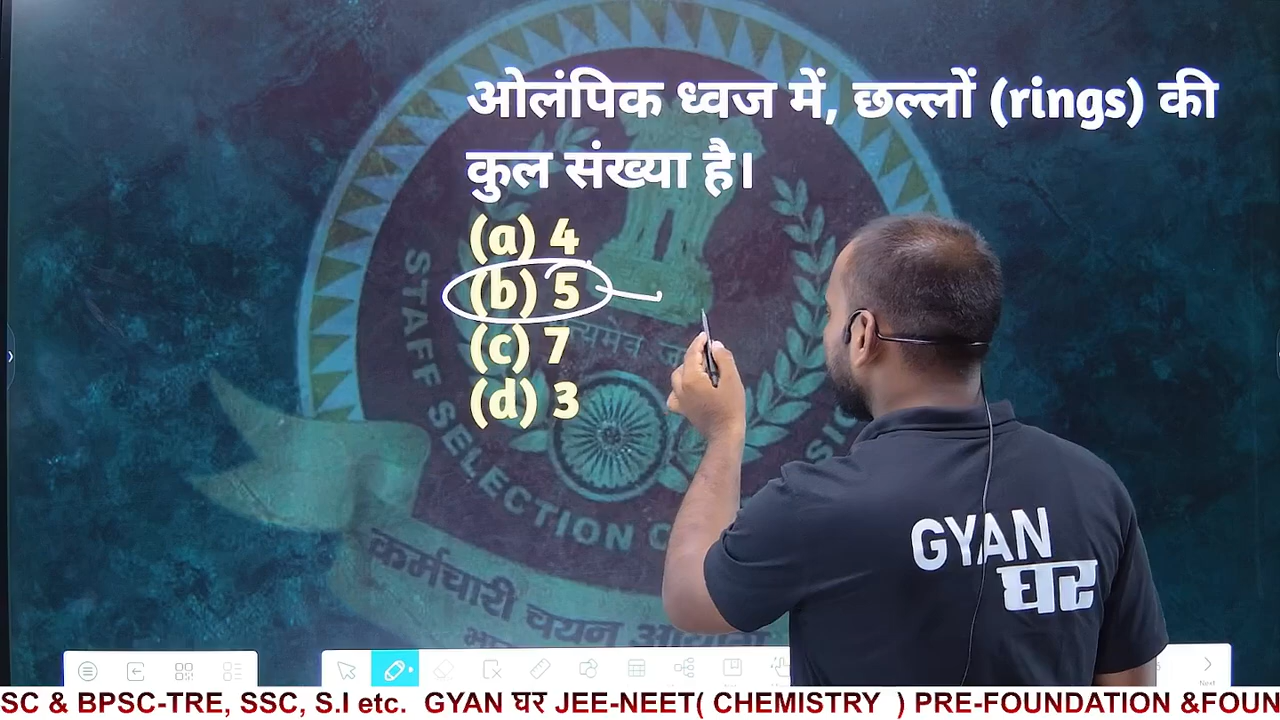 ओलंपिक ध्वज में, छल्लों (rings) की
कुल संख्या है।
(a) 4
(b) 5
(c) 7
(d) 3
STAFF SELECTION
कर्मचारी चयन आयोग
GYAN
घर
Next
SC & BPSC-TRE, SSC, S.I etc. GYAN घर JEE-NEET( CHEMISTRY ) PRE-FOUNDATION &FOUN